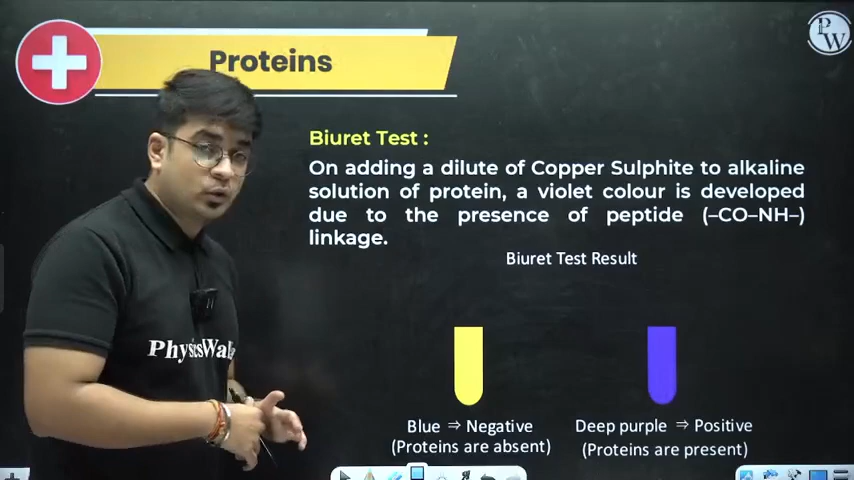 Proteins
PW
Biuret Test :
On adding a dilute of Copper Sulphite to alkaline
solution of protein, a violet colour is developed
due to the presence of peptide (–CO–NH–)
linkage.
Biuret Test Result
PhysicsWalla
Blue ⇒ Negative
(Proteins are absent)
Deep purple ⇒ Positive
(Proteins are present)